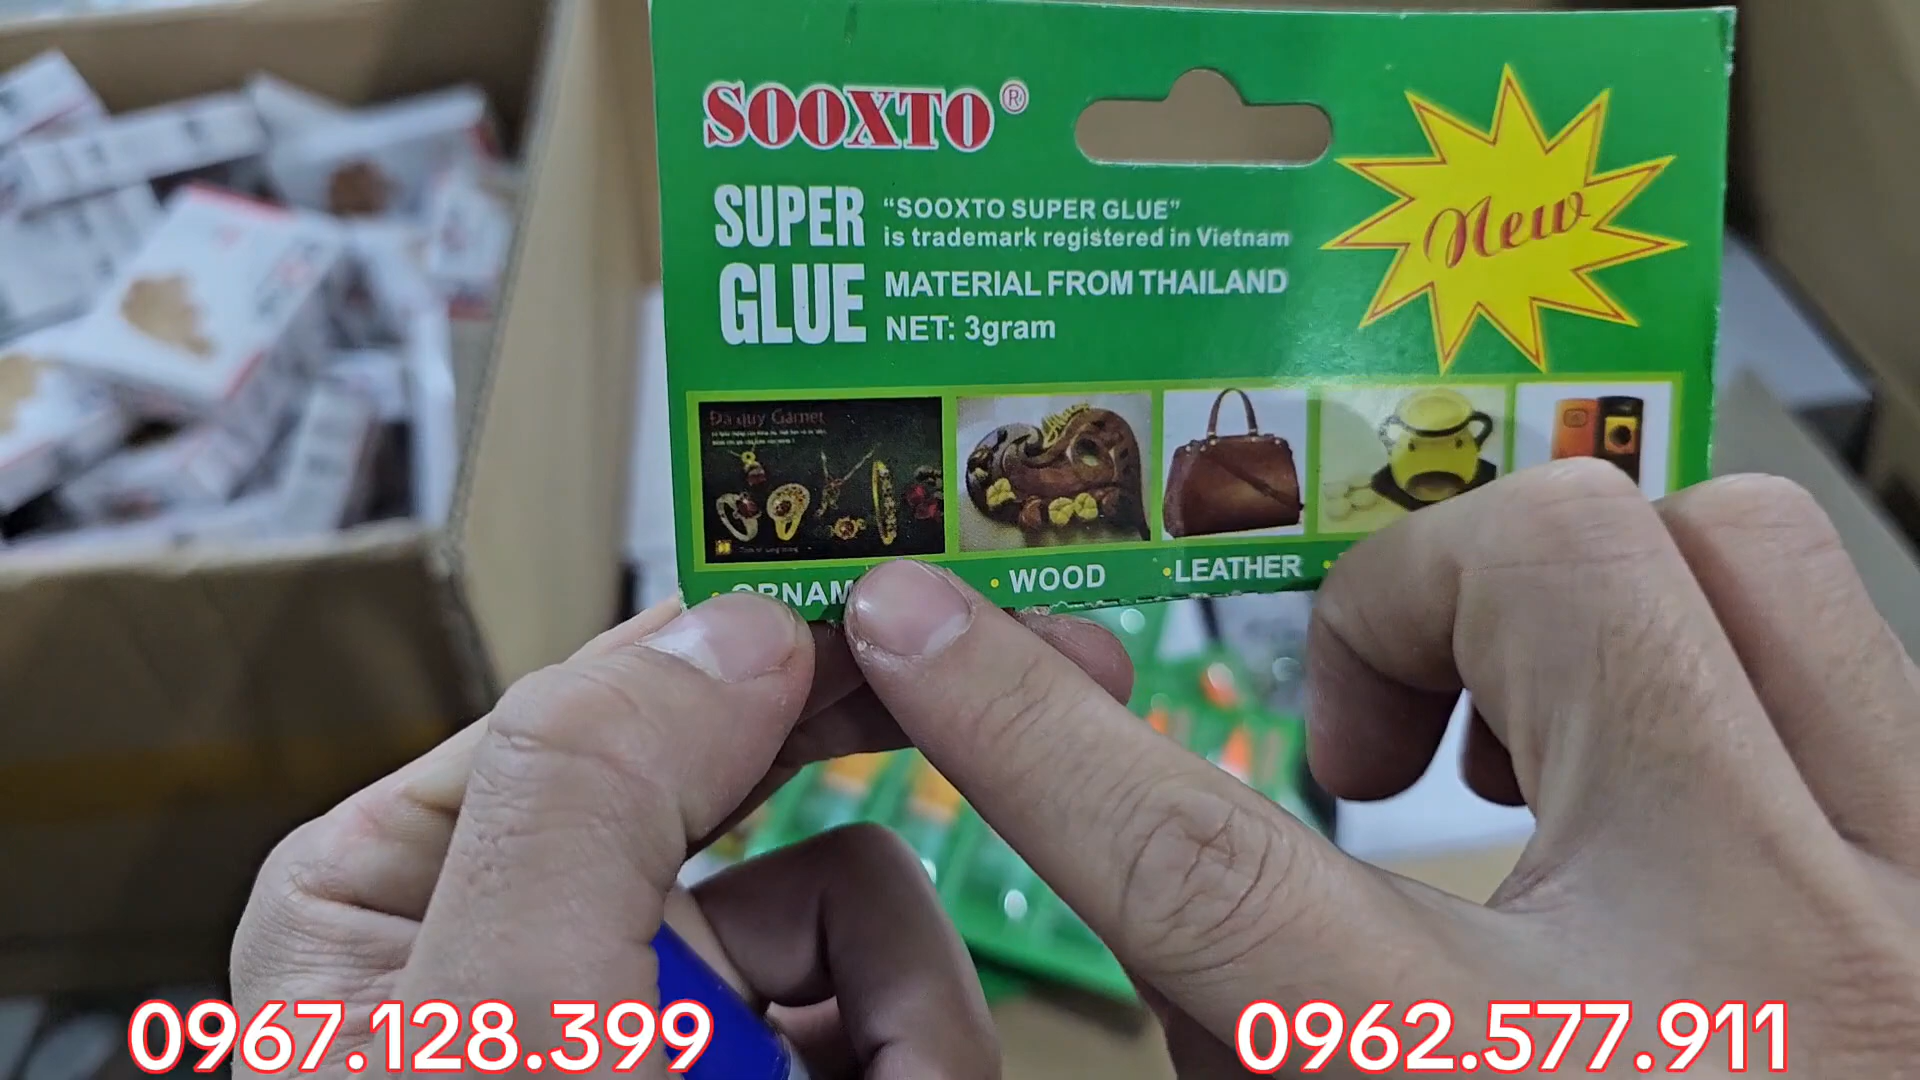 SOOXTO ®
SUPER
GLUE
"SOOXTO SUPER GLUE"
is trademark registered in Vietnam
MATERIAL FROM THAILAND
NET: 3gram
New
Đá quý Garnet
• WOOD
• LEATHER
0967.128.399
0962.577.911